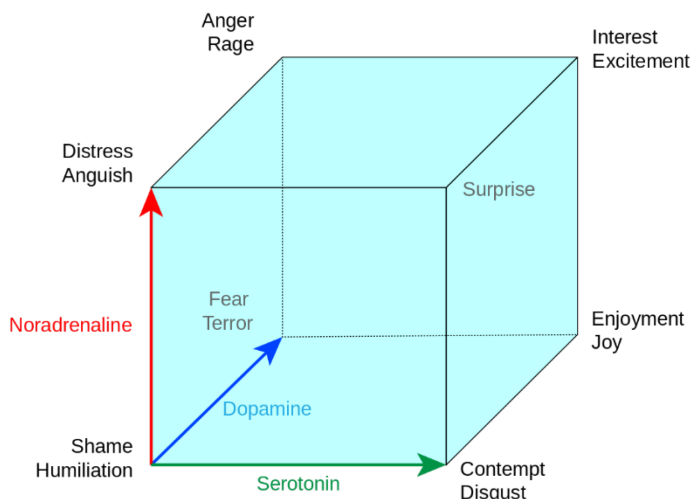 Anger
Rage
Interest
Excitement
Distress
Anguish
Surprise
Fear
Terror
Noradrenaline
Enjoyment
Joy
Dopamine
Shame
Humiliation
Contempt
Disgust
Serotonin